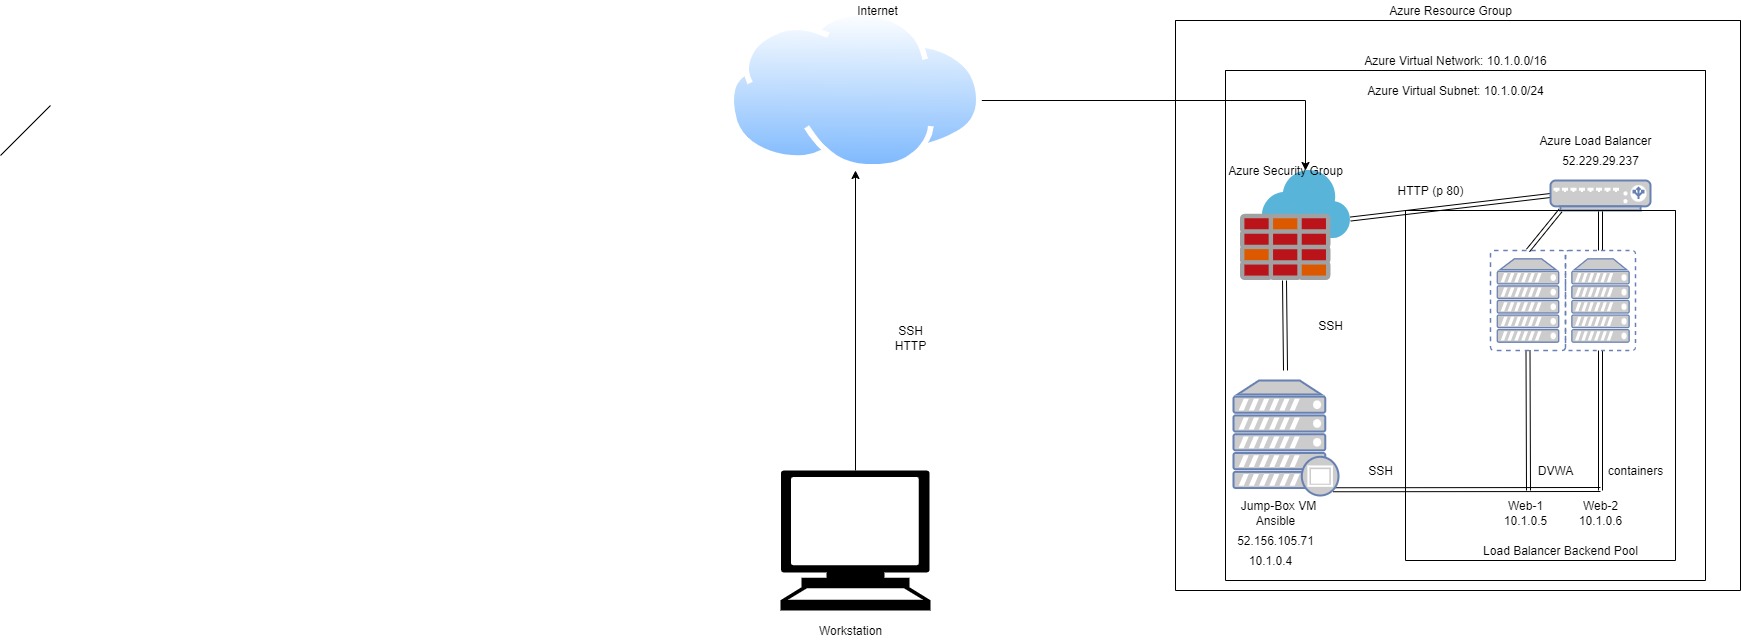 Internet
Azure Resource Group
Azure Virtual Network: 10.1.0.0/16
Azure Virtual Subnet: 10.1.0.0/24
Azure Load Balancer
52.229.29.237
Azure Security Group
HTTP (p 80)
SSH
SSH
HTTP
SSH
DVWA
containers
Jump-Box VM
Ansible
52.156.105.71
10.1.0.4
Web-1
10.1.0.5
Web-2
10.1.0.6
Load Balancer Backend Pool
Workstation